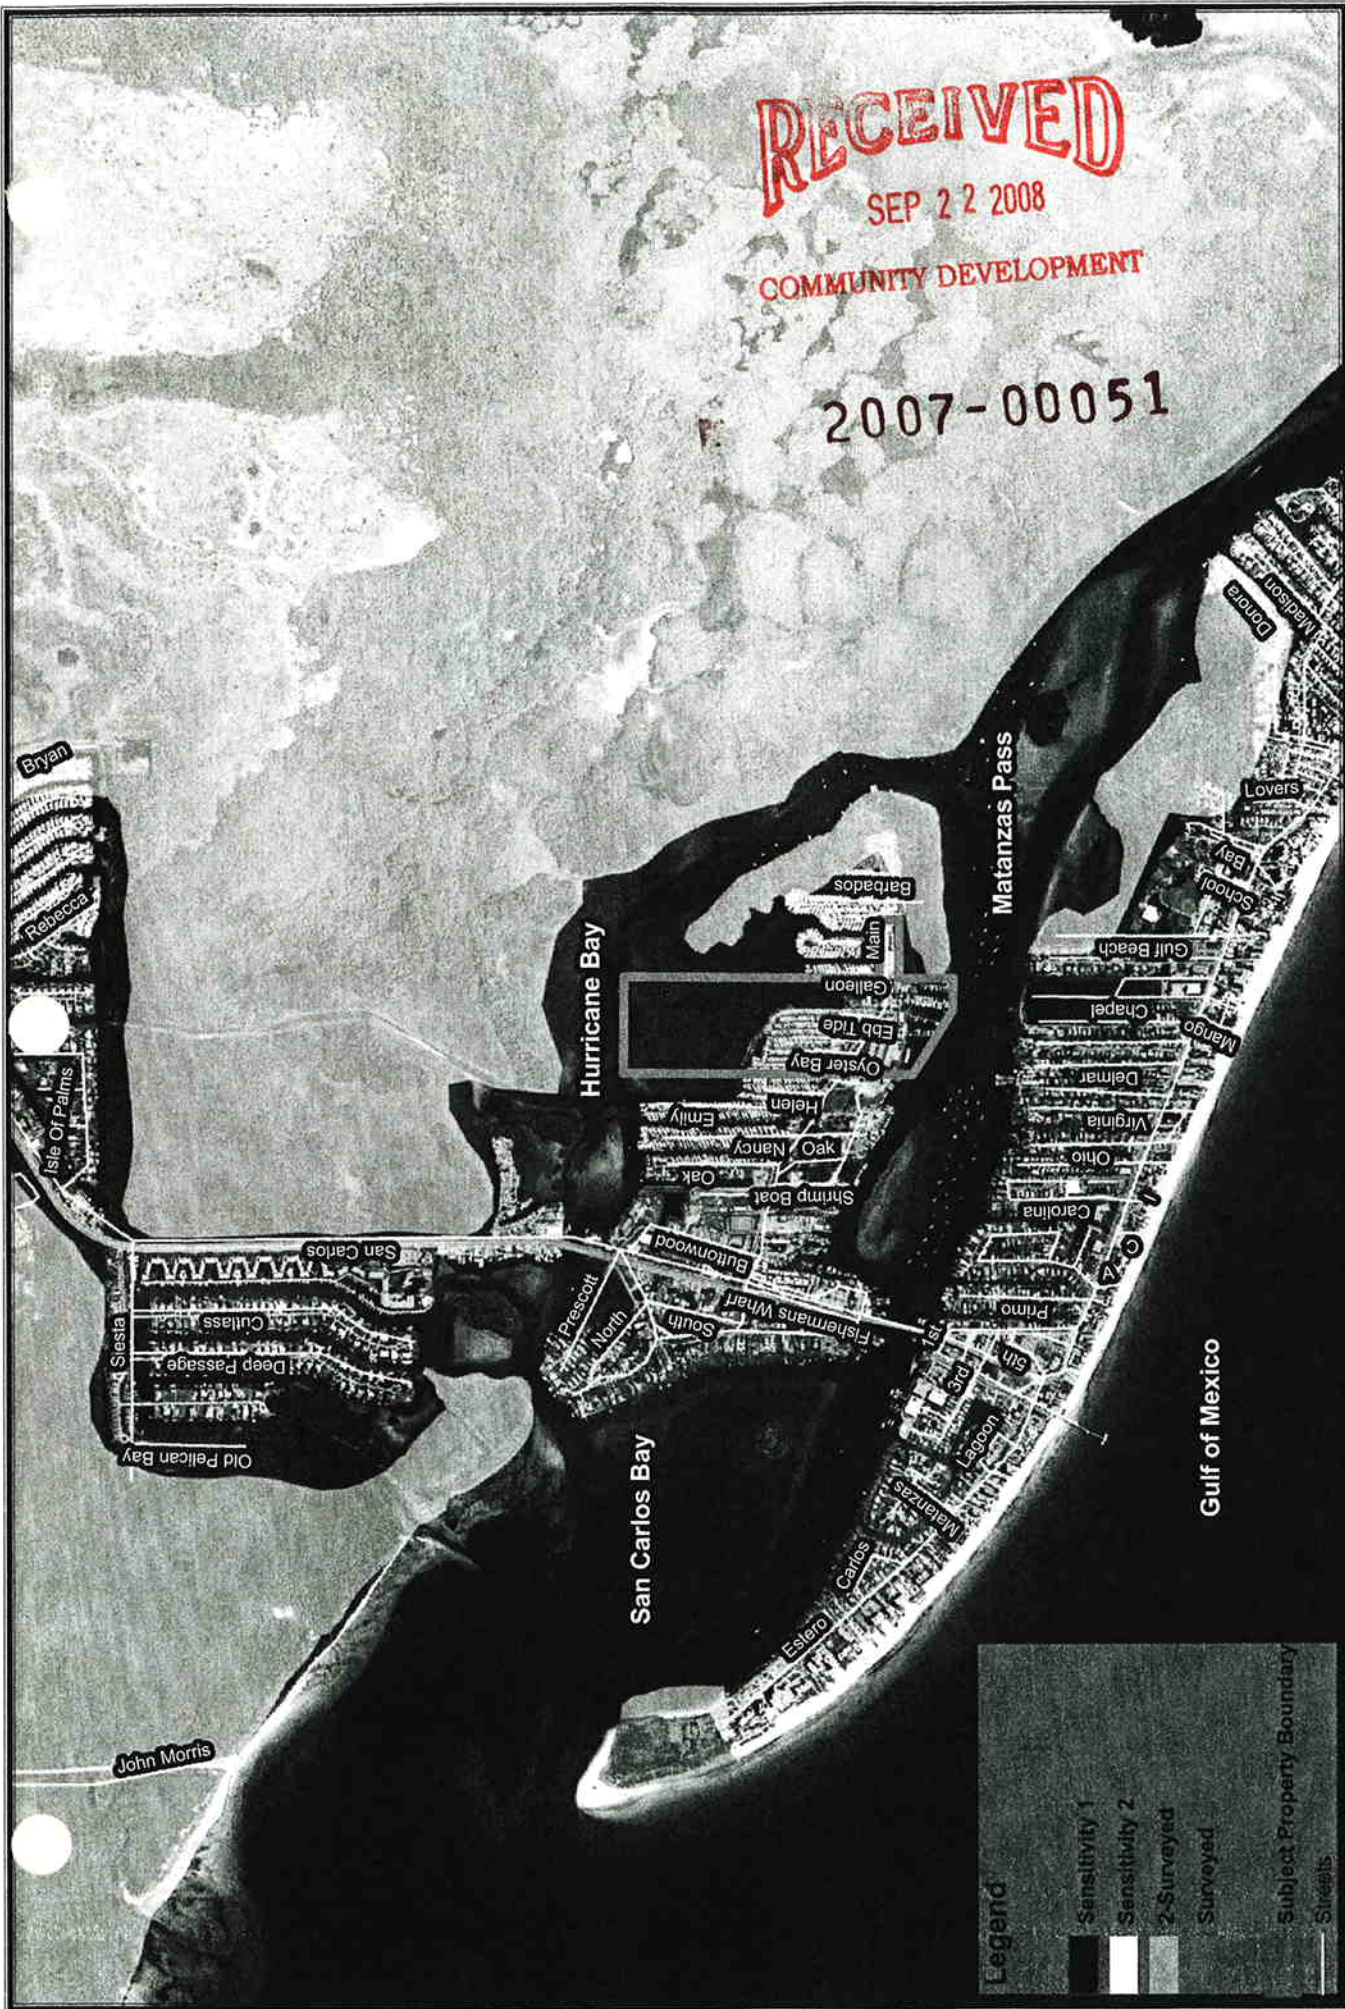 RECEIVED
SEP 2 2 2008
COMMUNITY DEVELOPMENT
2007-00051
Bryan
Rebecca
Isle Of Palms
San Carlos
Siesta
Cutlass
Deep Passage
Old Pelican Bay
John Morris
Hurricane Bay
Barbados
Main
Galleon
Ebb Tide
Oyster Bay
Helen
Emily
Nancy
Oak
Oak
Shrimp Boat
Buttonwood
Prescott
North
South
Fishermans Wharf
San Carlos Bay
Matanzas Pass
Donora
Madison
Lovers
Bay
School
Gulf Beach
Chapel
Mango
Delmar
Virginia
Ohio
Carolina
I
C
A
Primo
1st
5th
3rd
Lagoon
Matanzas
Carlos
Estero
Gulf of Mexico
Legend
Sensitivity 1
Sensitivity 2
2-Surveyed
Surveyed
Subject Property Boundary
Streets